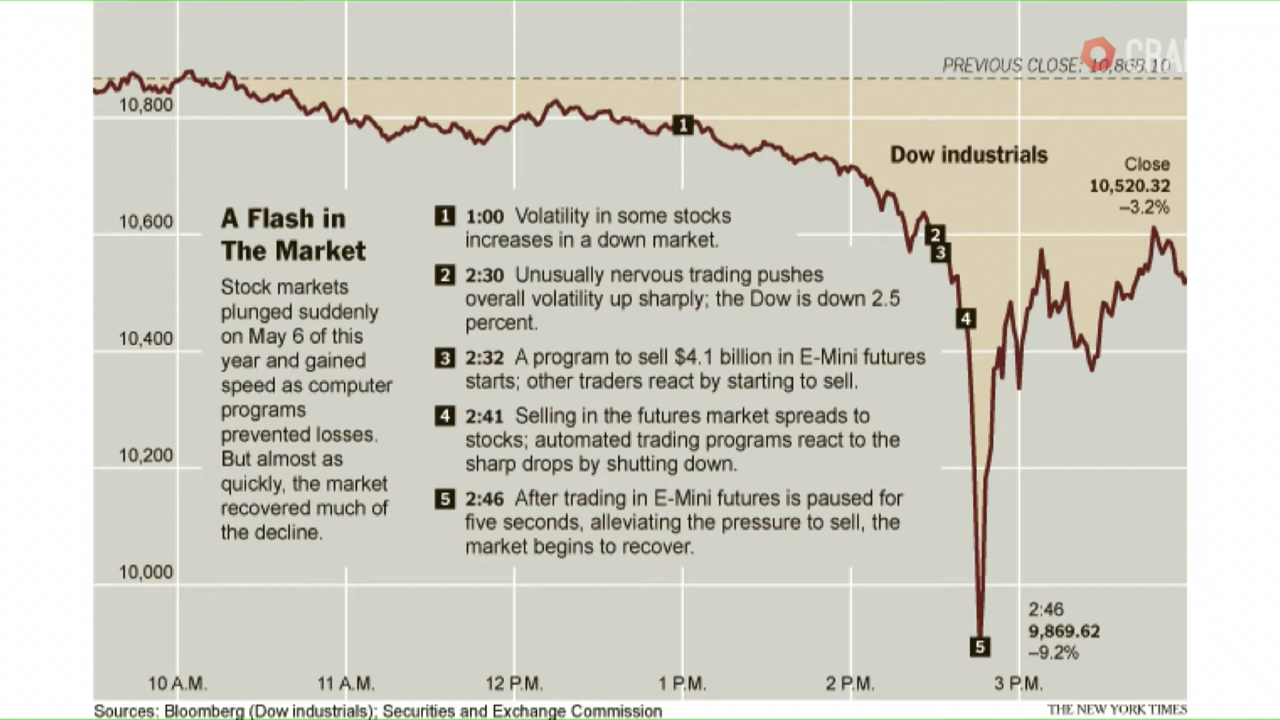 CRA
PREVIOUS CLOSE: 10,868.10
10,800
1
Dow industrials
Close
10,520.32
–3.2%
10,600
2
3
4
A Flash in
The Market
Stock markets
plunged suddenly
on May 6 of this
year and gained
speed as computer
programs
prevented losses.
But almost as
quickly, the market
recovered much of
the decline.
1 1:00 Volatility in some stocks
increases in a down market.
2 2:30 Unusually nervous trading pushes
overall volatility up sharply; the Dow is down 2.5
percent.
3 2:32 A program to sell $4.1 billion in E-Mini futures
starts; other traders react by starting to sell.
4 2:41 Selling in the futures market spreads to
stocks; automated trading programs react to the
sharp drops by shutting down.
5 2:46 After trading in E-Mini futures is paused for
five seconds, alleviating the pressure to sell, the
market begins to recover.
10,400
10,200
10,000
2:46
9,869.62
–9.2%
5
10 A.M. 11 A.M. 12 P.M. 1 P.M. 2 P.M. 3 P.M.
Sources: Bloomberg (Dow industrials); Securities and Exchange Commission
THE NEW YORK TIMES